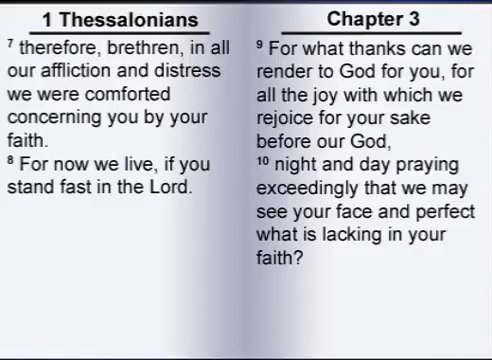 1 Thessalonians
7 therefore, brethren, in all
our affliction and distress
we were comforted
concerning you by your
faith.
8 For now we live, if you
stand fast in the Lord.
Chapter 3
9 For what thanks can we
render to God for you, for
all the joy with which we
rejoice for your sake
before our God,
10 night and day praying
exceedingly that we may
see your face and perfect
what is lacking in your
faith?